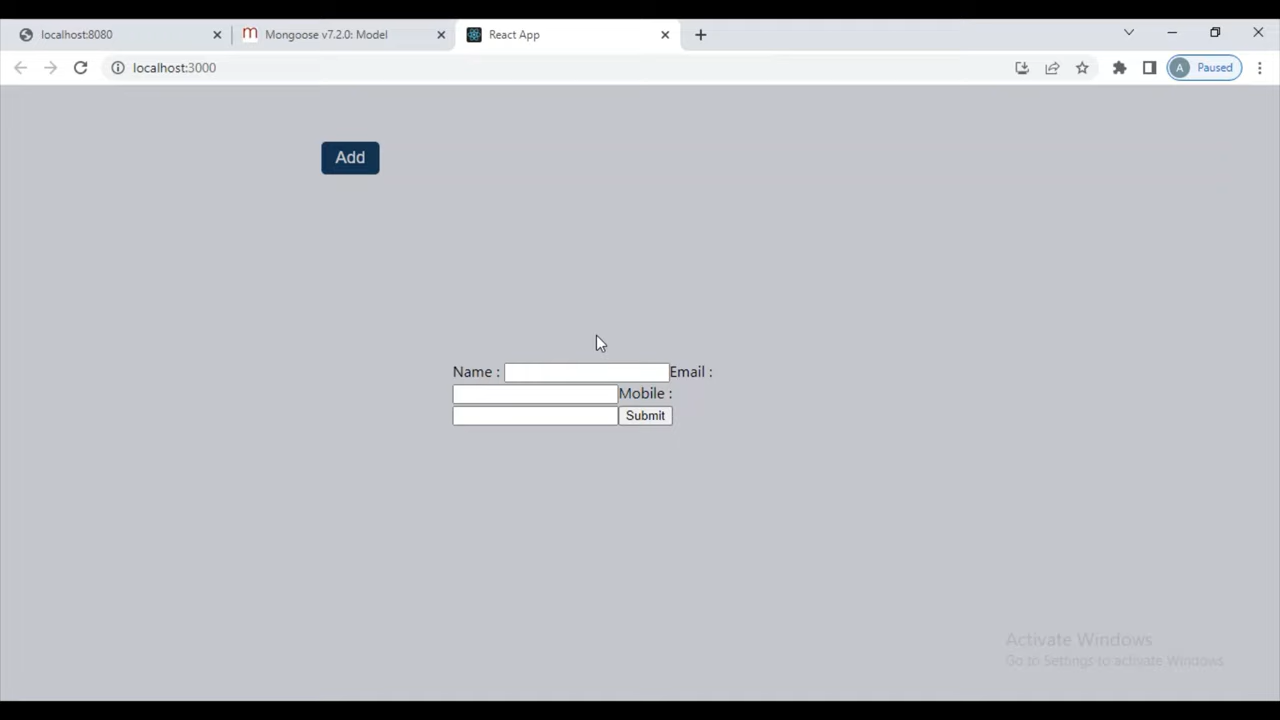 localhost:8080
Mongoose v7.2.0: Model
React App
localhost:3000
A
Paused
Add
Name :
Email :
Mobile :
Submit
Activate Windows
Go to Settings to activate Windows.